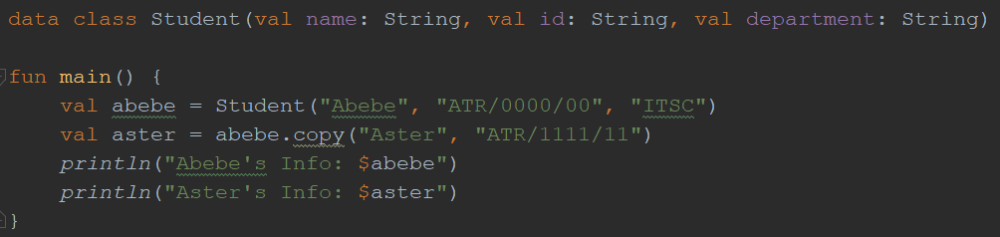 data class Student(val name: String, val id: String, val department: String)
fun main() {
    val abebe = Student("Abebe", "ATR/0000/00", "ITSC")
    val aster = abebe.copy("Aster", "ATR/1111/11")
    println("Abebe's Info: $abebe")
    println("Aster's Info: $aster")
}